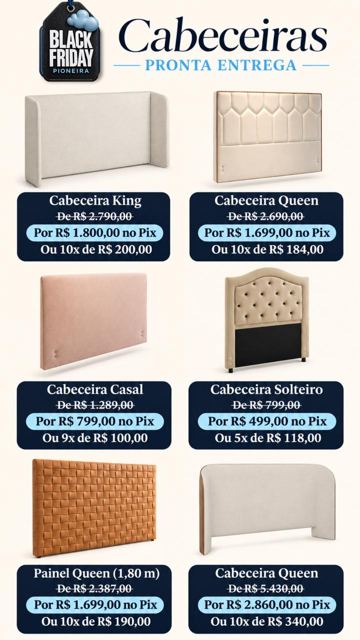 BLACK
FRIDAY
PIONEIRA
Cabeceiras
PRONTA ENTREGA
Cabeceira King
De R$ 2.790,00
Por R$ 1.800,00 no Pix
Ou 10x de R$ 200,00
Cabeceira Queen
De R$ 2.690,00
Por R$ 1.699,00 no Pix
Ou 10x de R$ 184,00
Cabeceira Casal
De R$ 1.289,00
Por R$ 799,00 no Pix
Ou 9x de R$ 100,00
Cabeceira Solteiro
De R$ 799,00
Por R$ 499,00 no Pix
Ou 5x de R$ 118,00
Painel Queen (1,80 m)
De R$ 2.387,00
Por R$ 1.699,00 no Pix
Ou 10x de R$ 190,00
Cabeceira Queen
De R$ 5.430,00
Por R$ 2.860,00 no Pix
Ou 10x de R$ 340,00